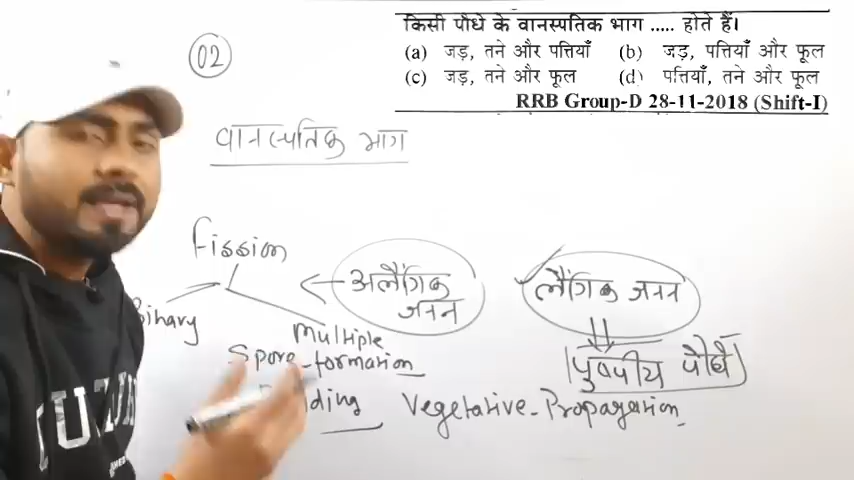 02
किसी पौधे के वानस्पतिक भाग ..... होते हैं।
(a) जड़, तने और पत्तियाँ (b) जड़, पत्तियाँ और फूल
(c) जड़, तने और फूल (d) पत्तियाँ, तने और फूल
RRB Group-D 28-11-2018 (Shift-I)
वानस्पतिक भाग
Fission
अलैंगिक
जनन
लैंगिक जनन
Multiple
Spore-formation
पुष्पीय पौधे
Vegetative-Propagation